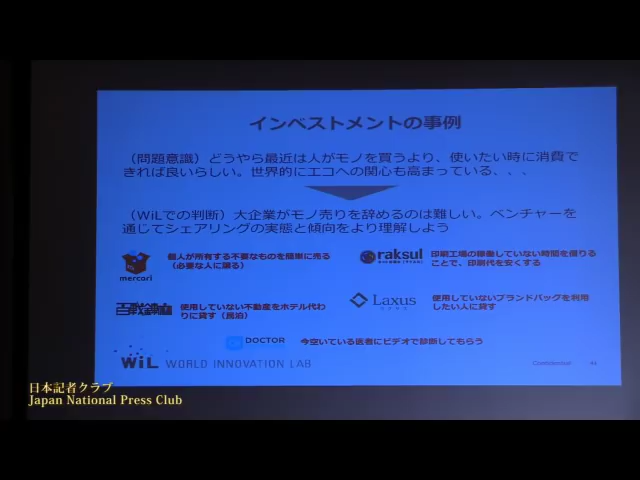 インベストメントの事例
（問題意識）どうやら最近は人がモノを買うより、使いたい時に消費で
きれば良いらしい。世界的にエコへの関心も高まっている、、、
（WiLでの判断）大企業がモノ売りを辞めるのは難しい。ベンチャーを
通じてシェアリングの実態と傾向をより理解しよう
mercari
個人が所有する不要なものを簡単に売る
（必要な人に譲る）
raksul
印刷工場の稼働していない時間を借りる
ことで、印刷代を安くする
百戦錬磨
使用していない不動産をホテル代わ
りに貸す（民泊）
Laxus
使用していないブランドバッグを利用
したい人に貸す
DOCTOR
今空いている医者にビデオで診断してもらう
WiL WORLD INNOVATION LAB
Confidential 44
日本記者クラブ
Japan National Press Club